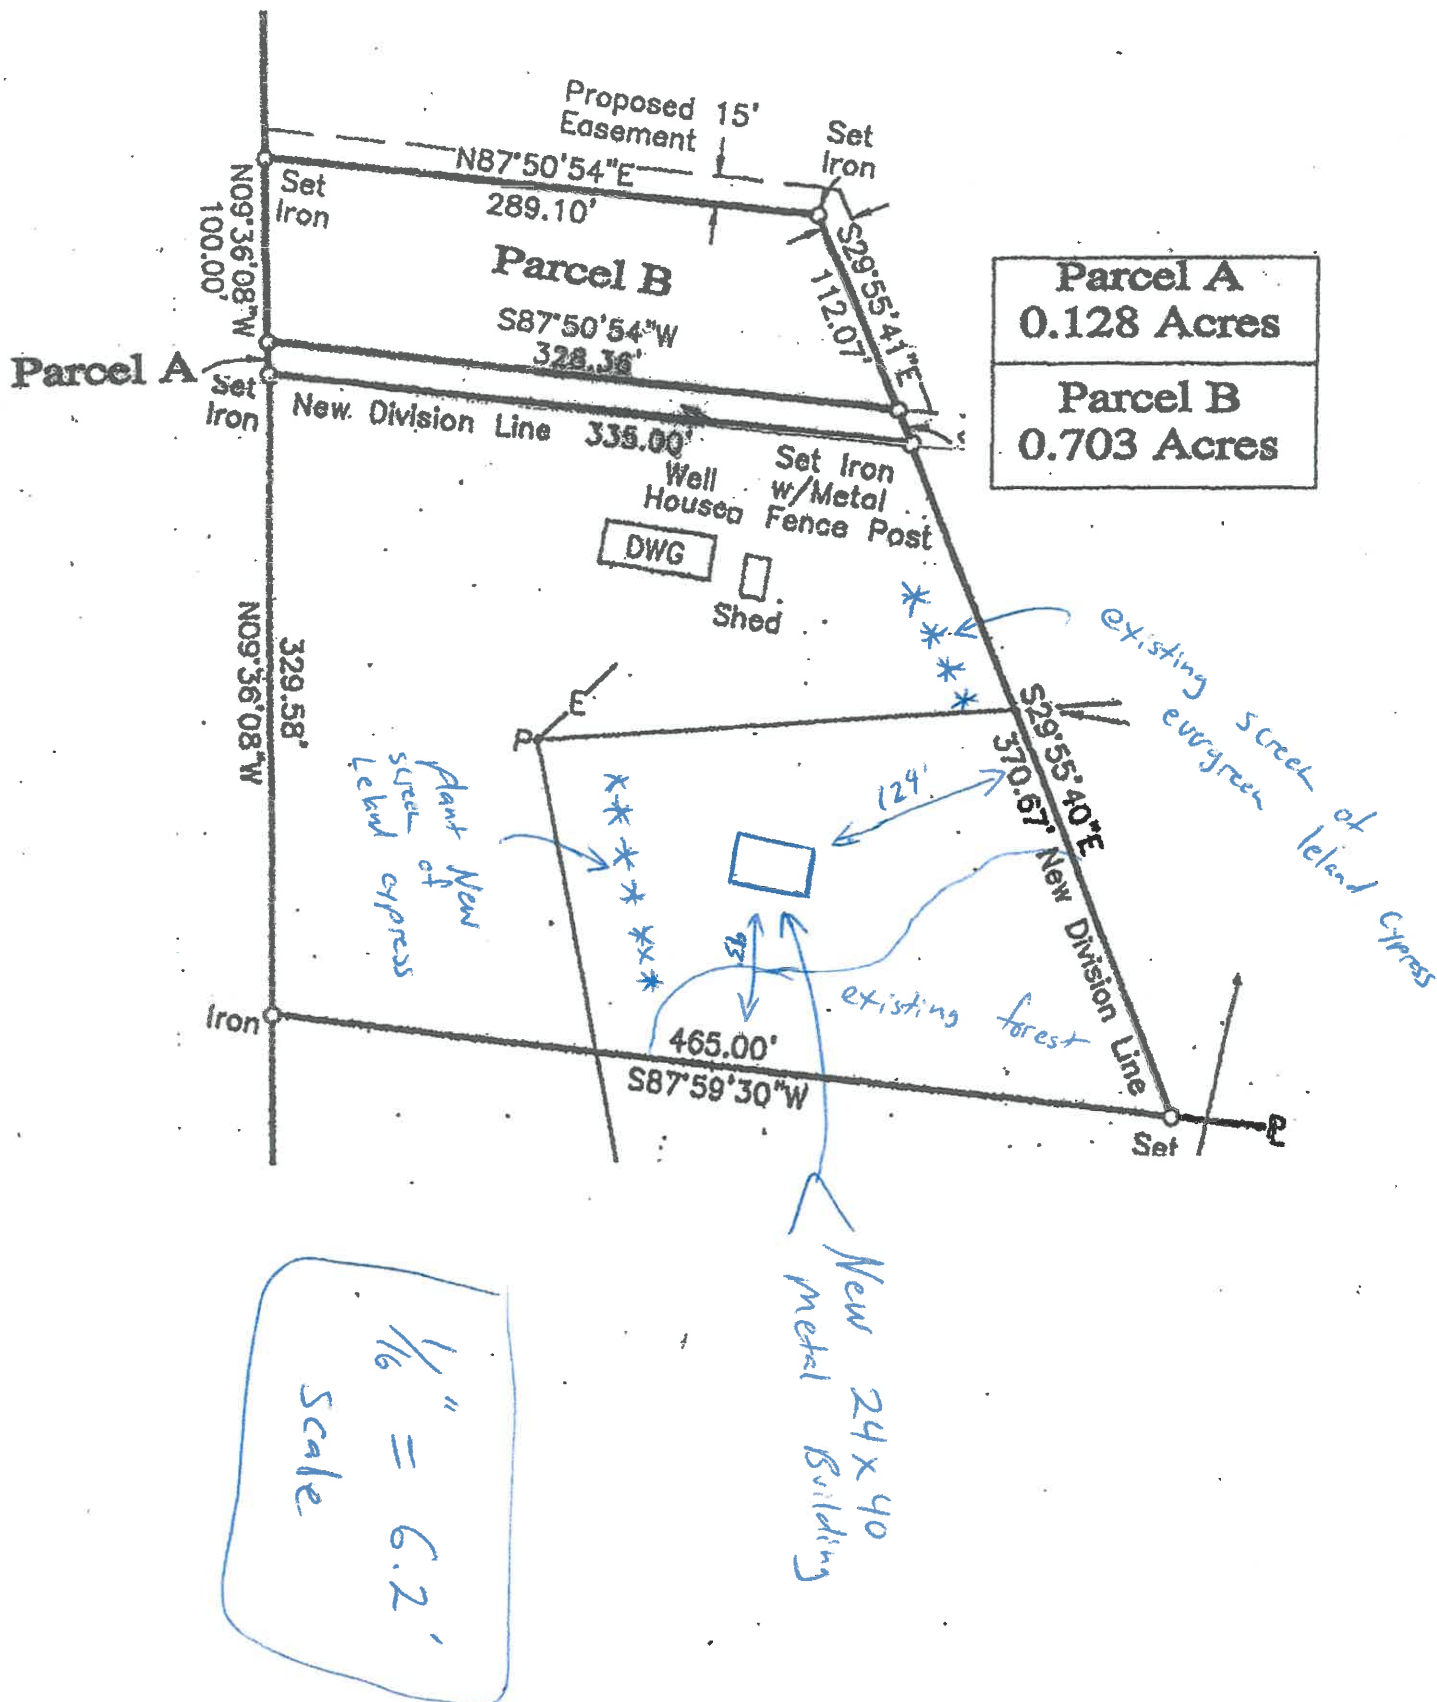 Proposed 15'
Easement
Set
Iron
N87°50'54"E
289.10'
Set
Iron
N09°36'08"W
100.00'
S29°55'41"E
112.07'
Parcel B
S87°50'54"W
328.36'
Parcel A
Set
Iron
New Division Line 335.00'
Parcel A
0.128 Acres
Parcel B
0.703 Acres
Well
House
Set Iron
w/Metal
Fence Post
DWG
Shed
existing screen of
evergreen leland cypress
N09°36'08"W
329.58'
E
P
S29°55'40"E
370.67' New Division Line
124'
Plant New
screen of
Leland cypress
93'
existing forest
Iron
465.00'
S87°59'30"W
Set
PL
New 24x40
metal Building
1/16" = 6.2'
Scale